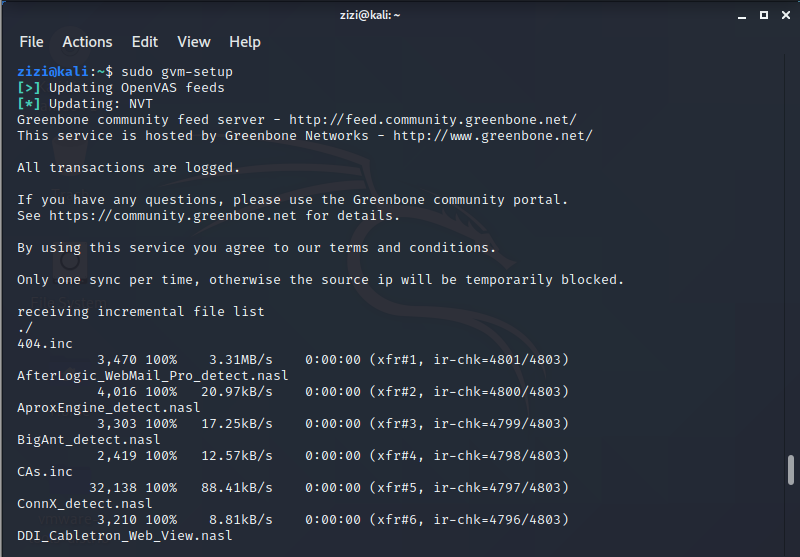 zizi@kali: ~
File Actions Edit View Help
zizi@kali:~$ sudo gvm-setup
[>] Updating OpenVAS feeds
[*] Updating: NVT
Greenbone community feed server - http://feed.community.greenbone.net/
This service is hosted by Greenbone Networks - http://www.greenbone.net/
All transactions are logged.
If you have any questions, please use the Greenbone community portal.
See https://community.greenbone.net for details.
By using this service you agree to our terms and conditions.
Only one sync per time, otherwise the source ip will be temporarily blocked.
receiving incremental file list
./
404.inc
3,470 100% 3.31MB/s 0:00:00 (xfr#1, ir-chk=4801/4803)
AfterLogic_WebMail_Pro_detect.nasl
4,016 100% 20.97kB/s 0:00:00 (xfr#2, ir-chk=4800/4803)
AproxEngine_detect.nasl
3,303 100% 17.25kB/s 0:00:00 (xfr#3, ir-chk=4799/4803)
BigAnt_detect.nasl
2,419 100% 12.57kB/s 0:00:00 (xfr#4, ir-chk=4798/4803)
CAs.inc
32,138 100% 88.41kB/s 0:00:00 (xfr#5, ir-chk=4797/4803)
ConnX_detect.nasl
3,210 100% 8.81kB/s 0:00:00 (xfr#6, ir-chk=4796/4803)
DDI_Cabletron_Web_View.nasl